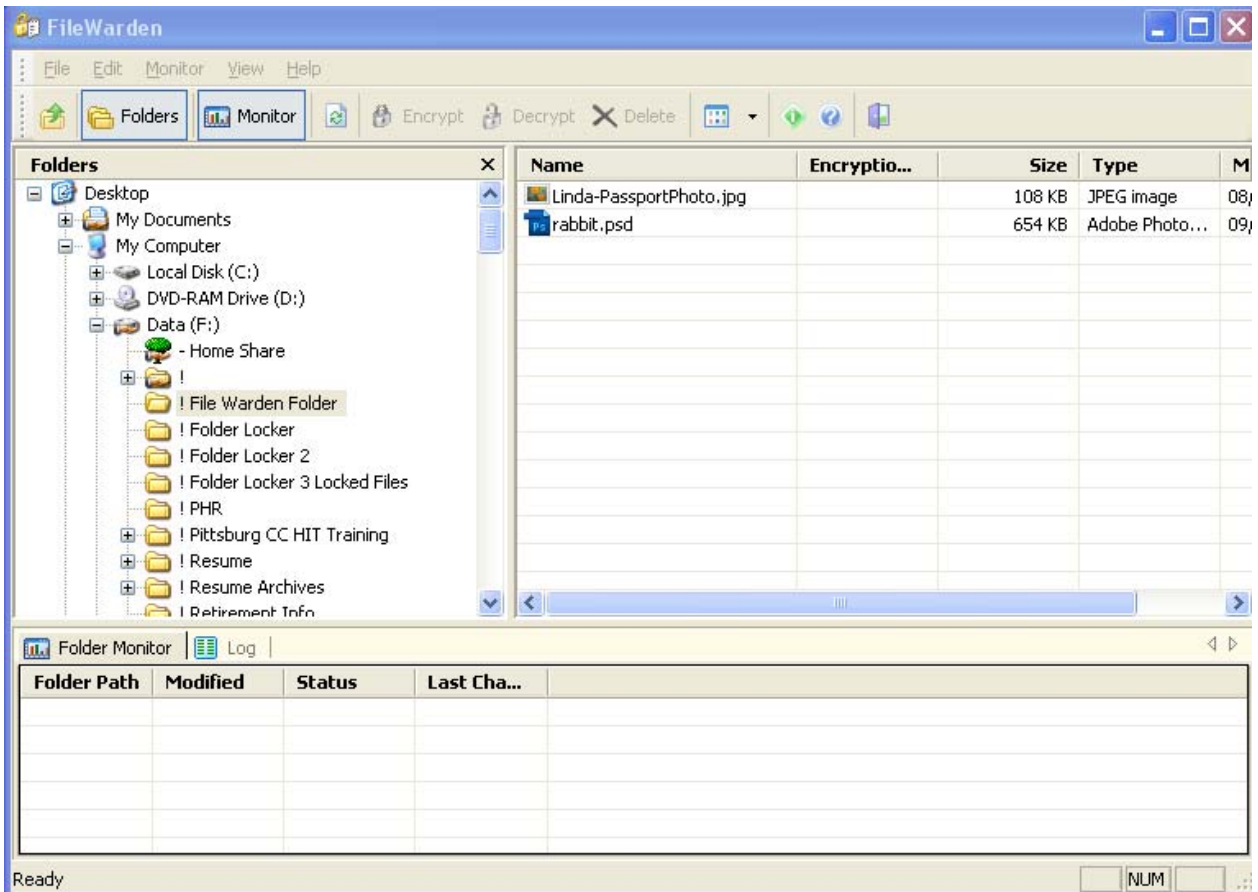 FileWarden
File Edit Monitor View Help
Folders Monitor Encrypt Decrypt Delete
Folders
Desktop
My Documents
My Computer
Local Disk (C:)
DVD-RAM Drive (D:)
Data (F:)
- Home Share
!
! File Warden Folder
! Folder Locker
! Folder Locker 2
! Folder Locker 3 Locked Files
! PHR
! Pittsburg CC HIT Training
! Resume
! Resume Archives
! Retirement Info
Name Encryptio... Size Type M
Linda-PassportPhoto.jpg 108 KB JPEG image 08/
rabbit.psd 654 KB Adobe Photo... 09/
Folder Monitor Log
Folder Path Modified Status Last Cha...
Ready NUM